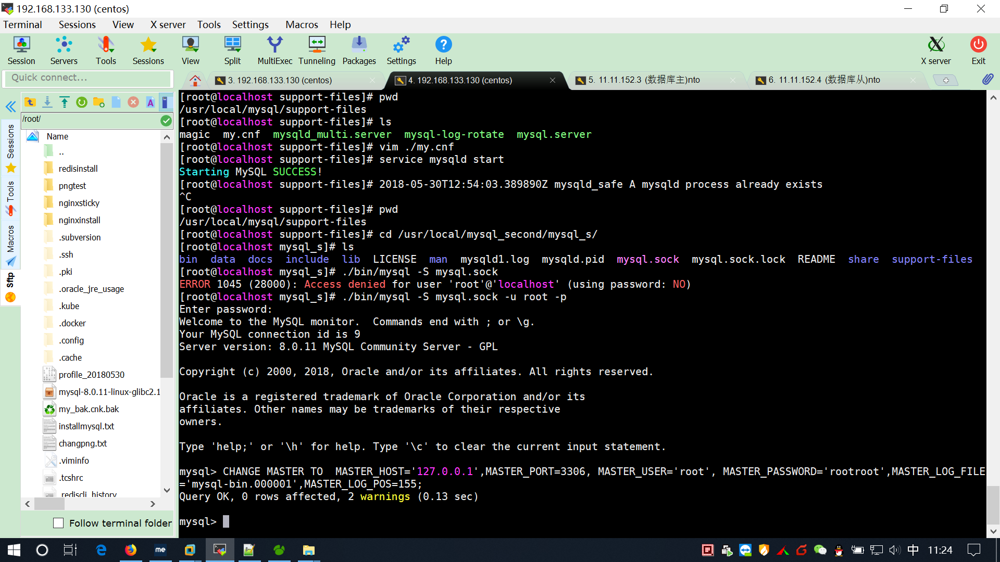 192.168.133.130 (centos)
Terminal Sessions View X server Tools Settings Macros Help
Session Servers Tools Sessions View Split MultiExec Tunneling Packages Settings Help X server Exit
Quick connect...
3. 192.168.133.130 (centos)
4. 192.168.133.130 (centos)
5. 11.11.152.3 (数据库主)nto
6. 11.11.152.4 (数据库从)nto
Sessions
Tools
Macros
Sftp
/root/
Name
..
redisinstall
pngtest
nginxsticky
nginxinstall
.subversion
.ssh
.pki
.oracle_jre_usage
.kube
.docker
.config
.cache
profile_20180530
mysql-8.0.11-linux-glibc2.1
my_bak.cnk.bak
installmysql.txt
changpng.txt
.viminfo
.tcshrc
.rediscli_history
Follow terminal folder
[root@localhost support-files]# pwd
/usr/local/mysql/support-files
[root@localhost support-files]# ls
magic my.cnf mysqld_multi.server mysql-log-rotate mysql.server
[root@localhost support-files]# vim ./my.cnf
[root@localhost support-files]# service mysqld start
Starting MySQL SUCCESS!
[root@localhost support-files]# 2018-05-30T12:54:03.389890Z mysqld_safe A mysqld process already exists
^C
[root@localhost support-files]# pwd
/usr/local/mysql/support-files
[root@localhost support-files]# cd /usr/local/mysql_second/mysql_s/
[root@localhost mysql_s]# ls
bin data docs include lib LICENSE man mysqld1.log mysqld.pid mysql.sock mysql.sock.lock README share support-files
[root@localhost mysql_s]# ./bin/mysql -S mysql.sock
ERROR 1045 (28000): Access denied for user 'root'@'localhost' (using password: NO)
[root@localhost mysql_s]# ./bin/mysql -S mysql.sock -u root -p
Enter password:
Welcome to the MySQL monitor.  Commands end with ; or \g.
Your MySQL connection id is 9
Server version: 8.0.11 MySQL Community Server - GPL
Copyright (c) 2000, 2018, Oracle and/or its affiliates. All rights reserved.
Oracle is a registered trademark of Oracle Corporation and/or its
affiliates. Other names may be trademarks of their respective
owners.
Type 'help;' or '\h' for help. Type '\c' to clear the current input statement.
mysql> CHANGE MASTER TO  MASTER_HOST='127.0.0.1',MASTER_PORT=3306, MASTER_USER='root', MASTER_PASSWORD='rootroot',MASTER_LOG_FILE
='mysql-bin.000001',MASTER_LOG_POS=155;
Query OK, 0 rows affected, 2 warnings (0.13 sec)
mysql>
me
中 11:24